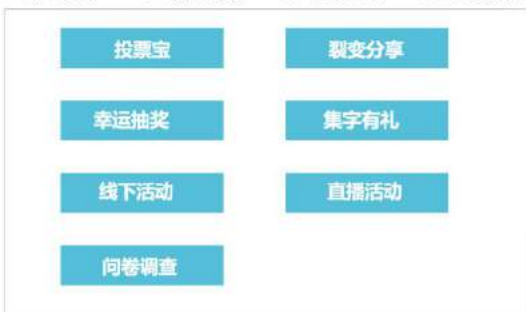 投票宝
裂变分享
幸运抽奖
集字有礼
线下活动
直播活动
问卷调查